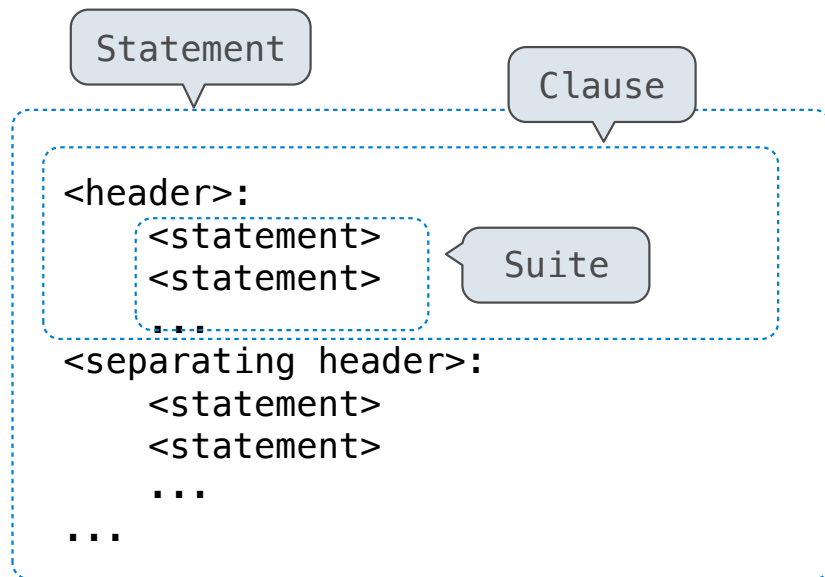 Statement
Clause
<header>:
    <statement>
    <statement>
Suite
    ...
<separating header>:
    <statement>
    <statement>
    ...
...